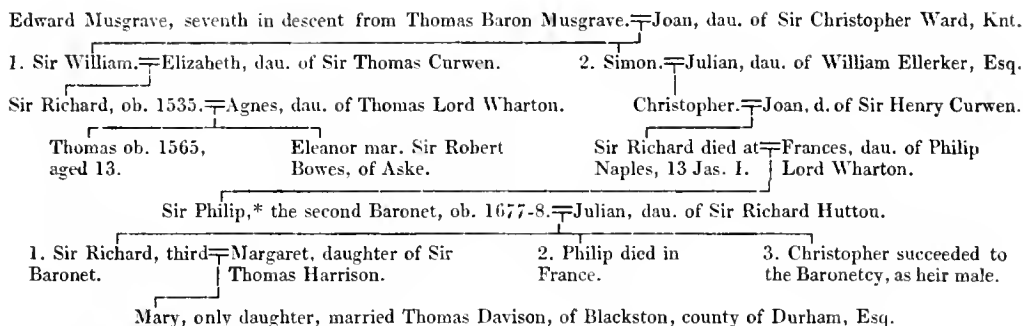 Edward Musgrave, seventh in descent from Thomas Baron Musgrave.=Joan, dau. of Sir Christopher Ward, Knt.
1. Sir William.=Elizabeth, dau. of Sir Thomas Curwen. 2. Simon.=Julian, dau. of William Ellerker, Esq.
Sir Richard, ob. 1535.=Agnes, dau. of Thomas Lord Wharton. Christopher.=Joan, d. of Sir Henry Curwen.
Thomas ob. 1565, Eleanor mar. Sir Robert Sir Richard died at=Frances, dau. of Philip
aged 13. Bowes, of Aske. Naples, 13 Jas. I. Lord Wharton.
Sir Philip,* the second Baronet, ob. 1677-8.=Julian, dau. of Sir Richard Hutton.
1. Sir Richard, third=Margaret, daughter of Sir 2. Philip died in 3. Christopher succeeded to
Baronet. Thomas Harrison. France. the Baronetcy, as heir male.
Mary, only daughter, married Thomas Davison, of Blackston, county of Durham, Esq.